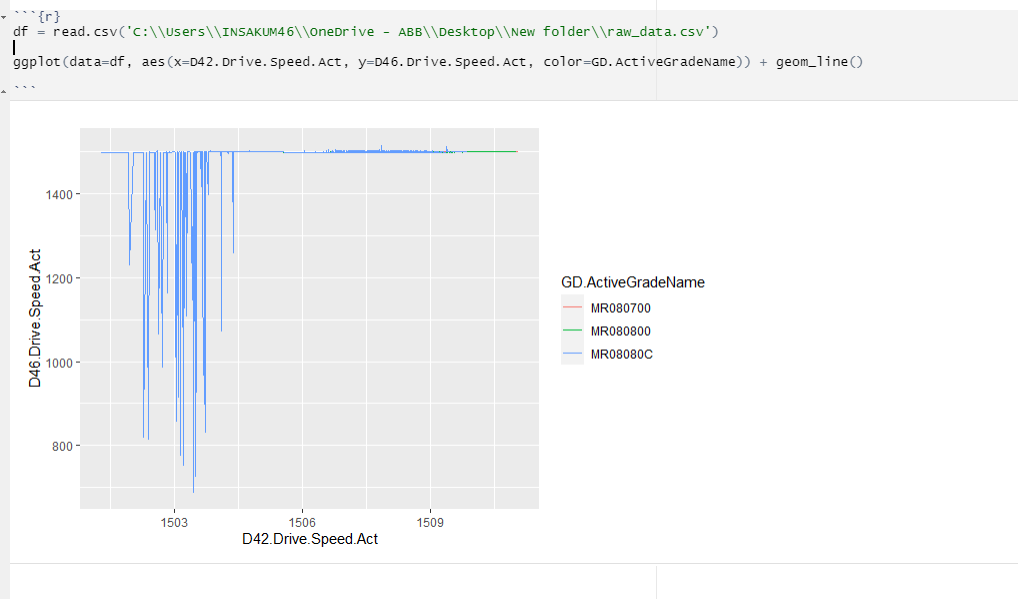 ```{r}
df = read.csv('C:\\Users\\INSAKUM46\\OneDrive - ABB\\Desktop\\New folder\\raw_data.csv')
ggplot(data=df, aes(x=D42.Drive.Speed.Act, y=D46.Drive.Speed.Act, color=GD.ActiveGradeName)) + geom_line()
```
D46.Drive.Speed.Act
1400
1200
1000
800
1503 1506 1509
D42.Drive.Speed.Act
GD.ActiveGradeName
MR080700
MR080800
MR08080C